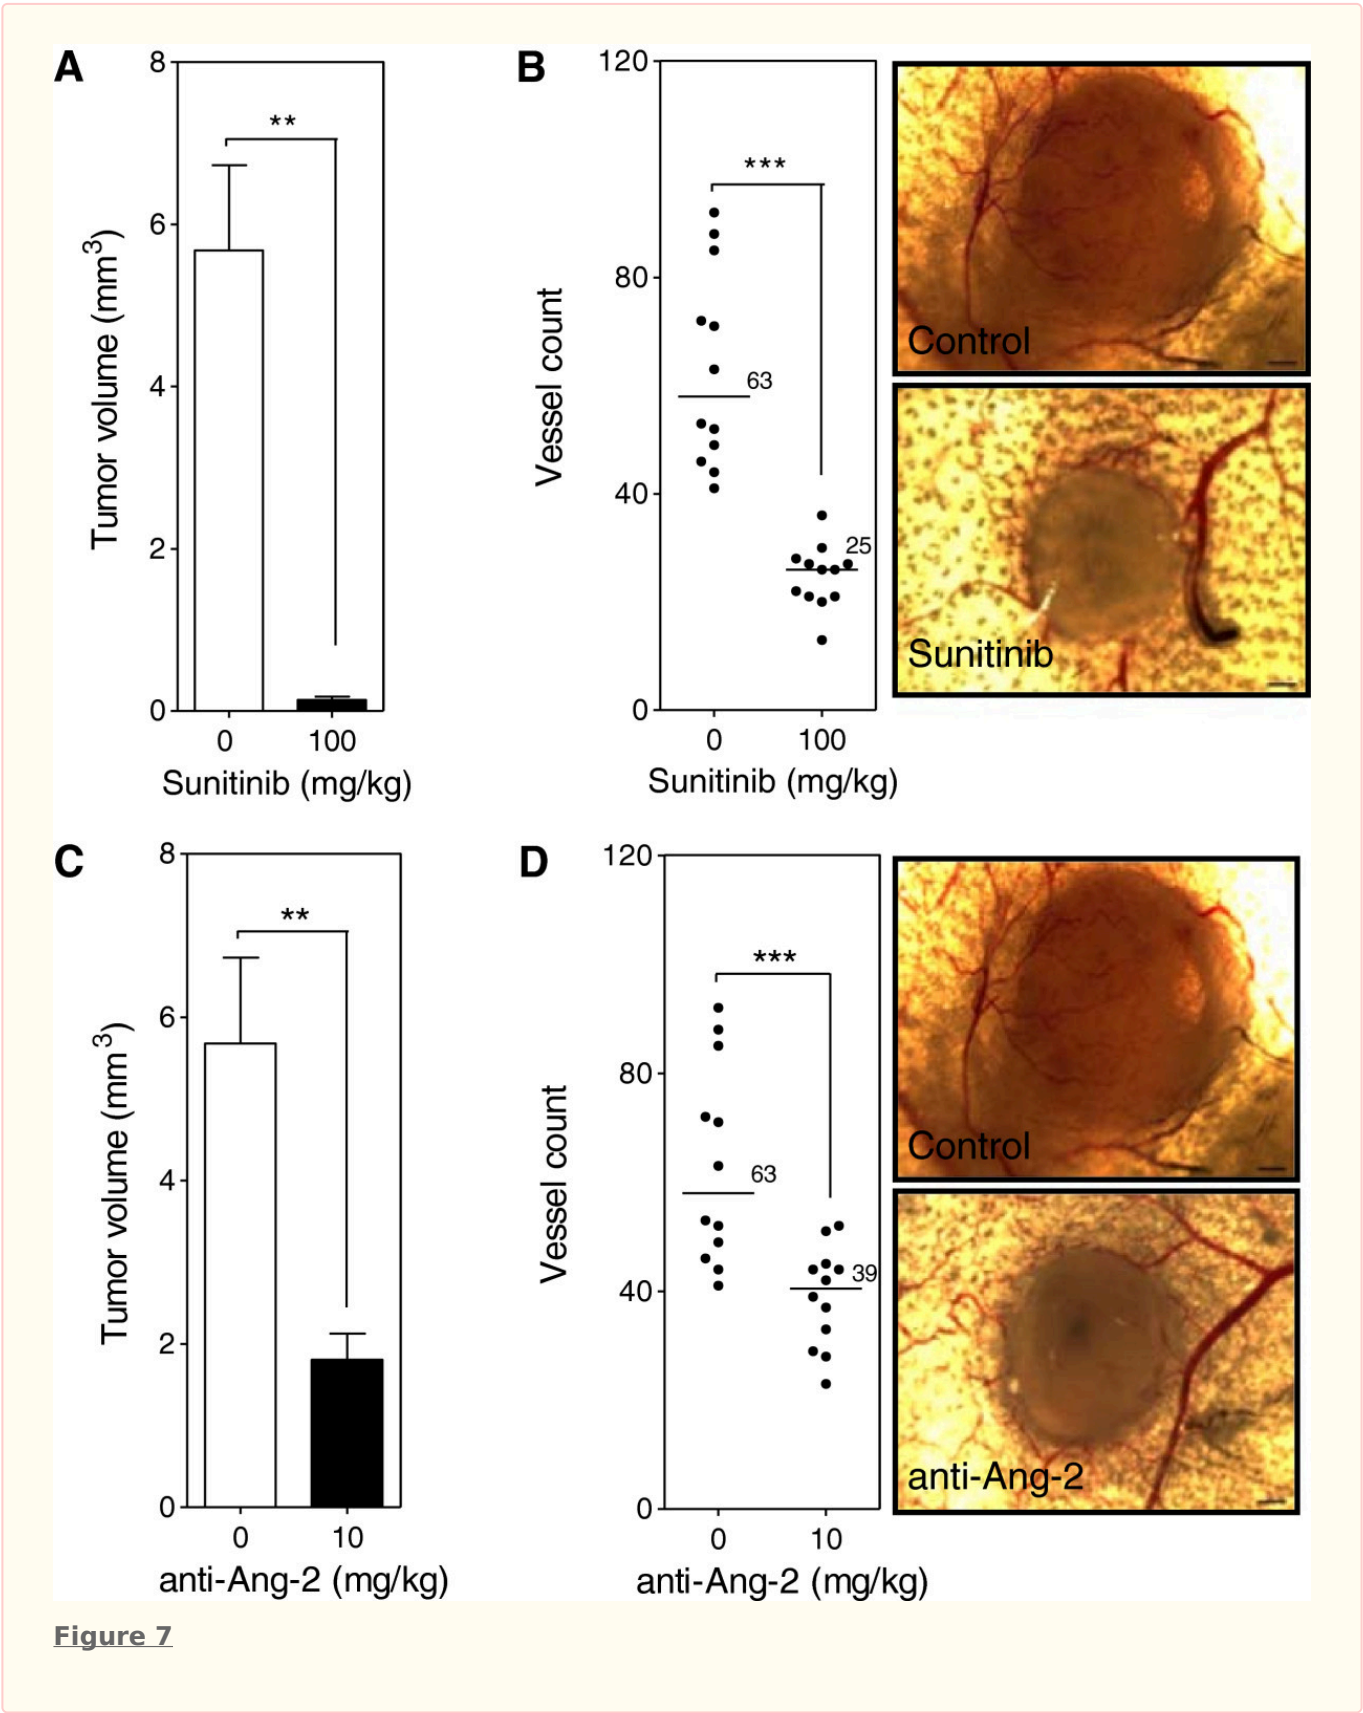 A
8
6
4
2
0
Tumor volume (mm3)
**
0 100
Sunitinib (mg/kg)
B
120
80
40
0
Vessel count
***
63
25
0 100
Sunitinib (mg/kg)
Control
Sunitinib
C
8
6
4
2
0
Tumor volume (mm3)
**
0 10
anti-Ang-2 (mg/kg)
D
120
80
40
0
Vessel count
***
63
39
0 10
anti-Ang-2 (mg/kg)
Control
anti-Ang-2
Figure 7